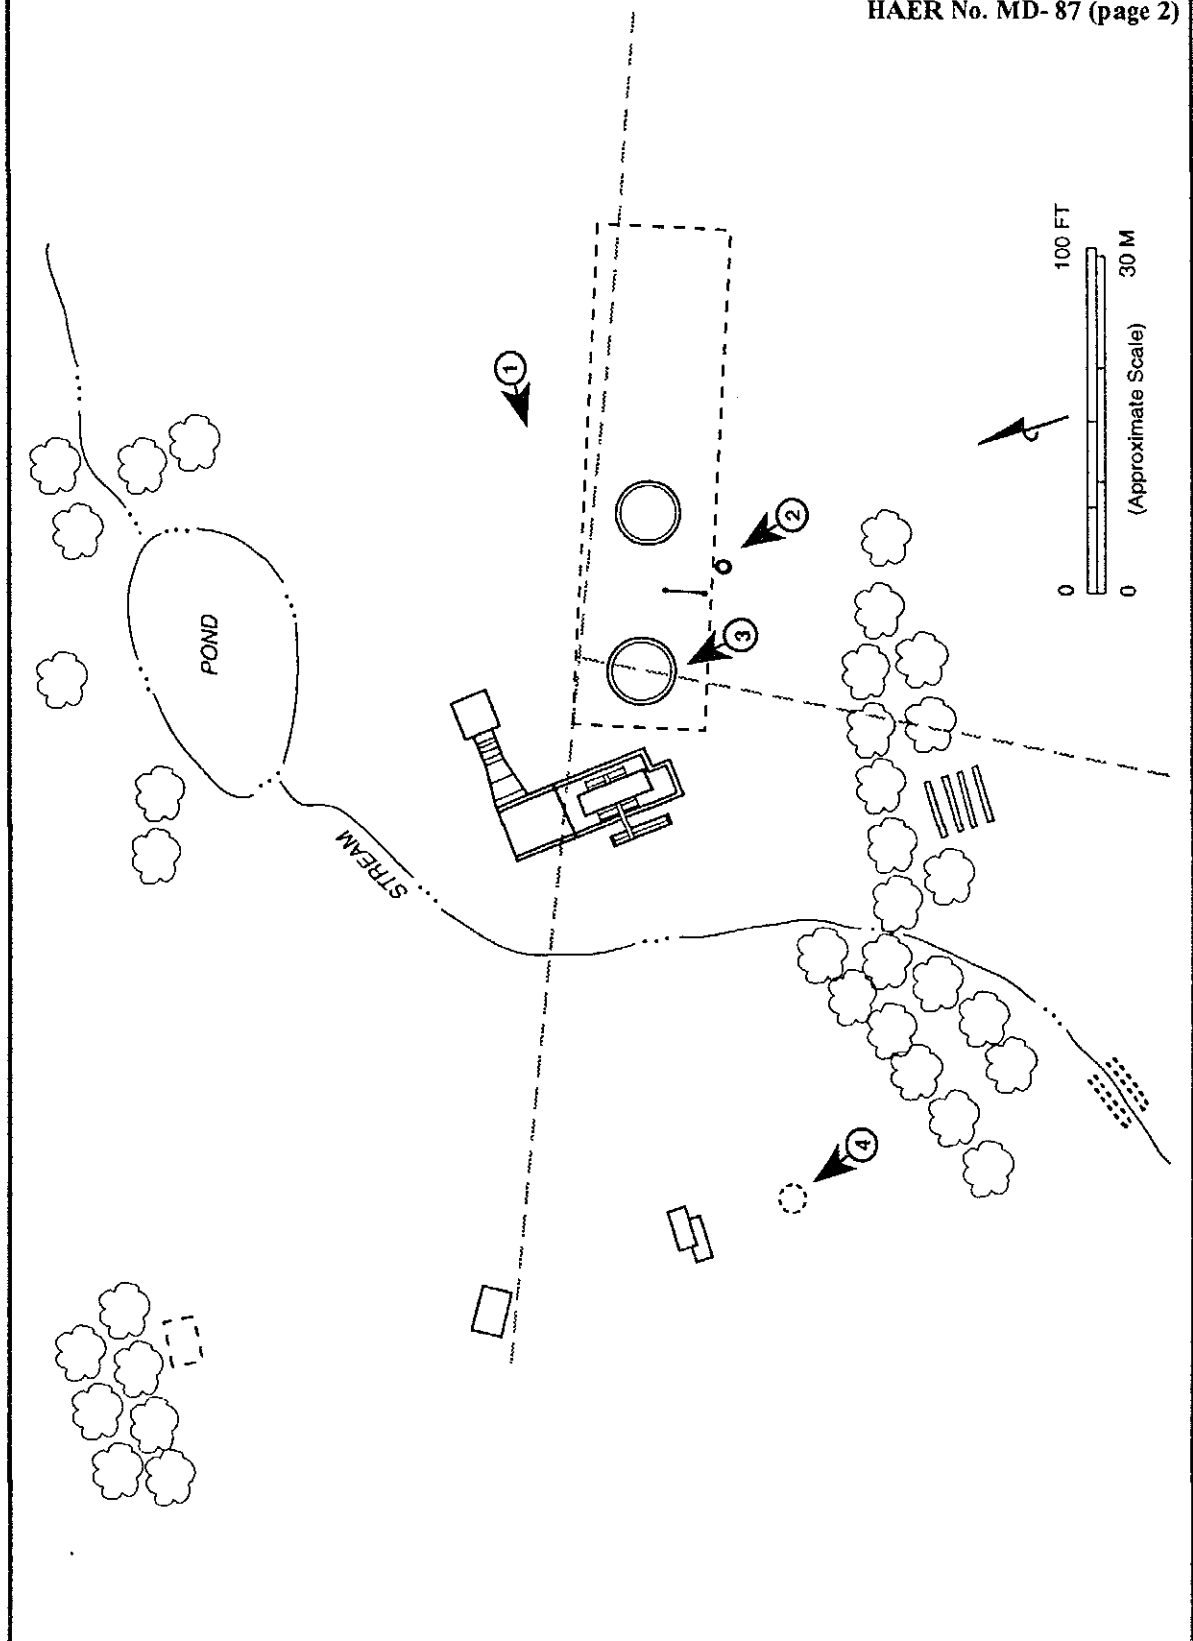 HAER No. MD- 87 (page 2)
POND
STREAM
1
2
3
4
0
100 FT
0
30 M
(Approximate Scale)